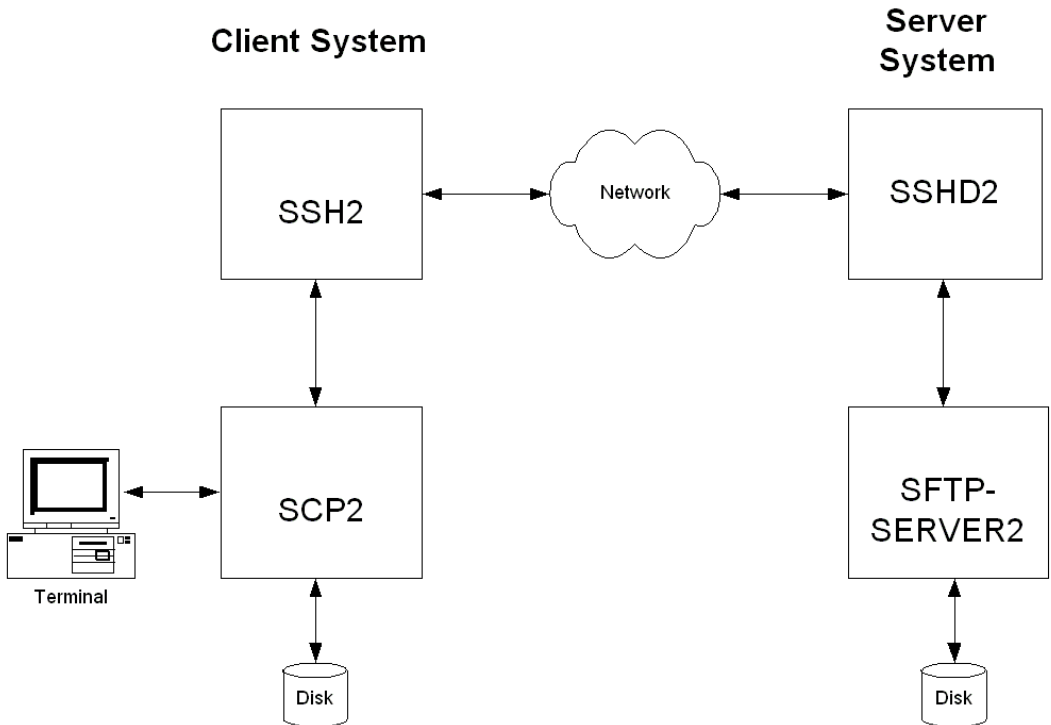 Client System
Server
System
SSH2
Network
SSHD2
SCP2
SFTP-
SERVER2
Terminal
Disk
Disk